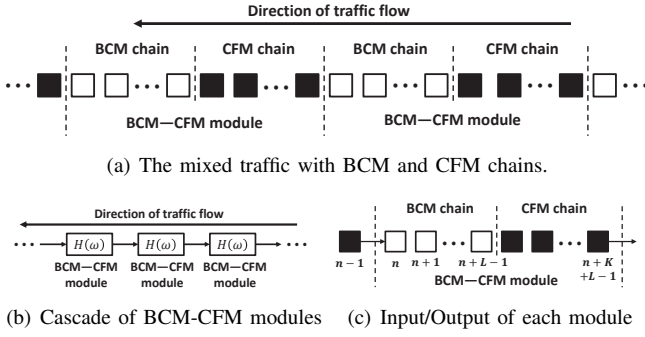 Direction of traffic flow
BCM chain CFM chain BCM chain CFM chain
BCM—CFM module BCM—CFM module
(a) The mixed traffic with BCM and CFM chains.
Direction of traffic flow
H(ω) H(ω) H(ω)
BCM—CFM BCM—CFM BCM—CFM
module module module
(b) Cascade of BCM-CFM modules
BCM chain CFM chain
n − 1 n n + 1 n + L − 1 n + K
+L − 1
BCM—CFM module
(c) Input/Output of each module